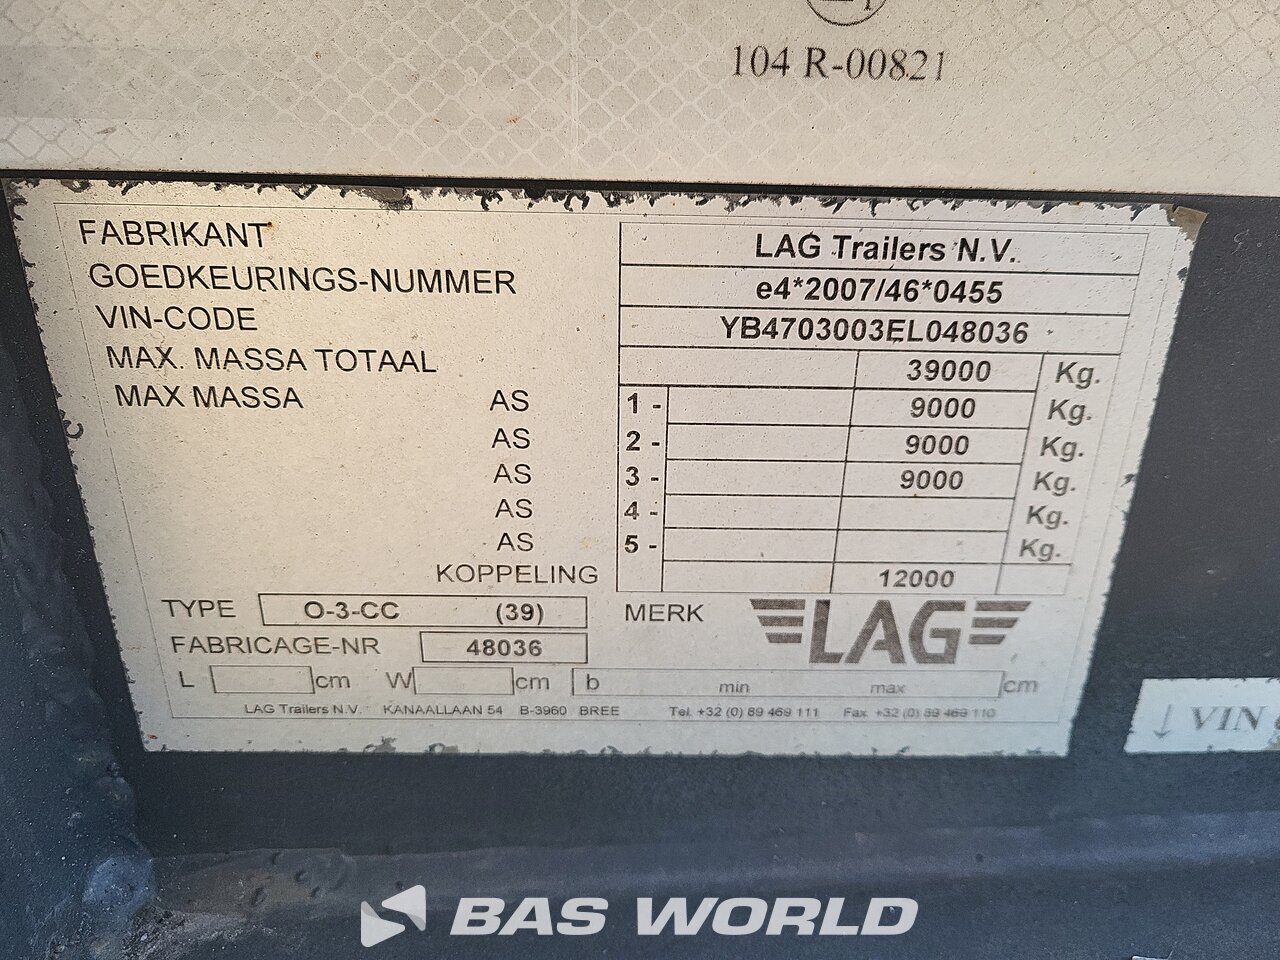 104 R-00821
FABRIKANT LAG Trailers N.V.
GOEDKEURINGS-NUMMER e4*2007/46*0455
VIN-CODE YB4703003EL048036
MAX. MASSA TOTAAL 39000 Kg.
MAX MASSA AS 1 - 9000 Kg.
AS 2 - 9000 Kg.
AS 3 - 9000 Kg.
AS 4 - Kg.
AS 5 - Kg.
KOPPELING 12000
TYPE O-3-CC (39) MERK LAG
FABRICAGE-NR 48036
L cm W cm b min max cm
LAG Trailers N.V. KANAALLAAN 54 B-3960 BREE Tel. +32 (0) 89 469 111 Fax +32 (0) 89 469 110
↓ VIN
BAS WORLD